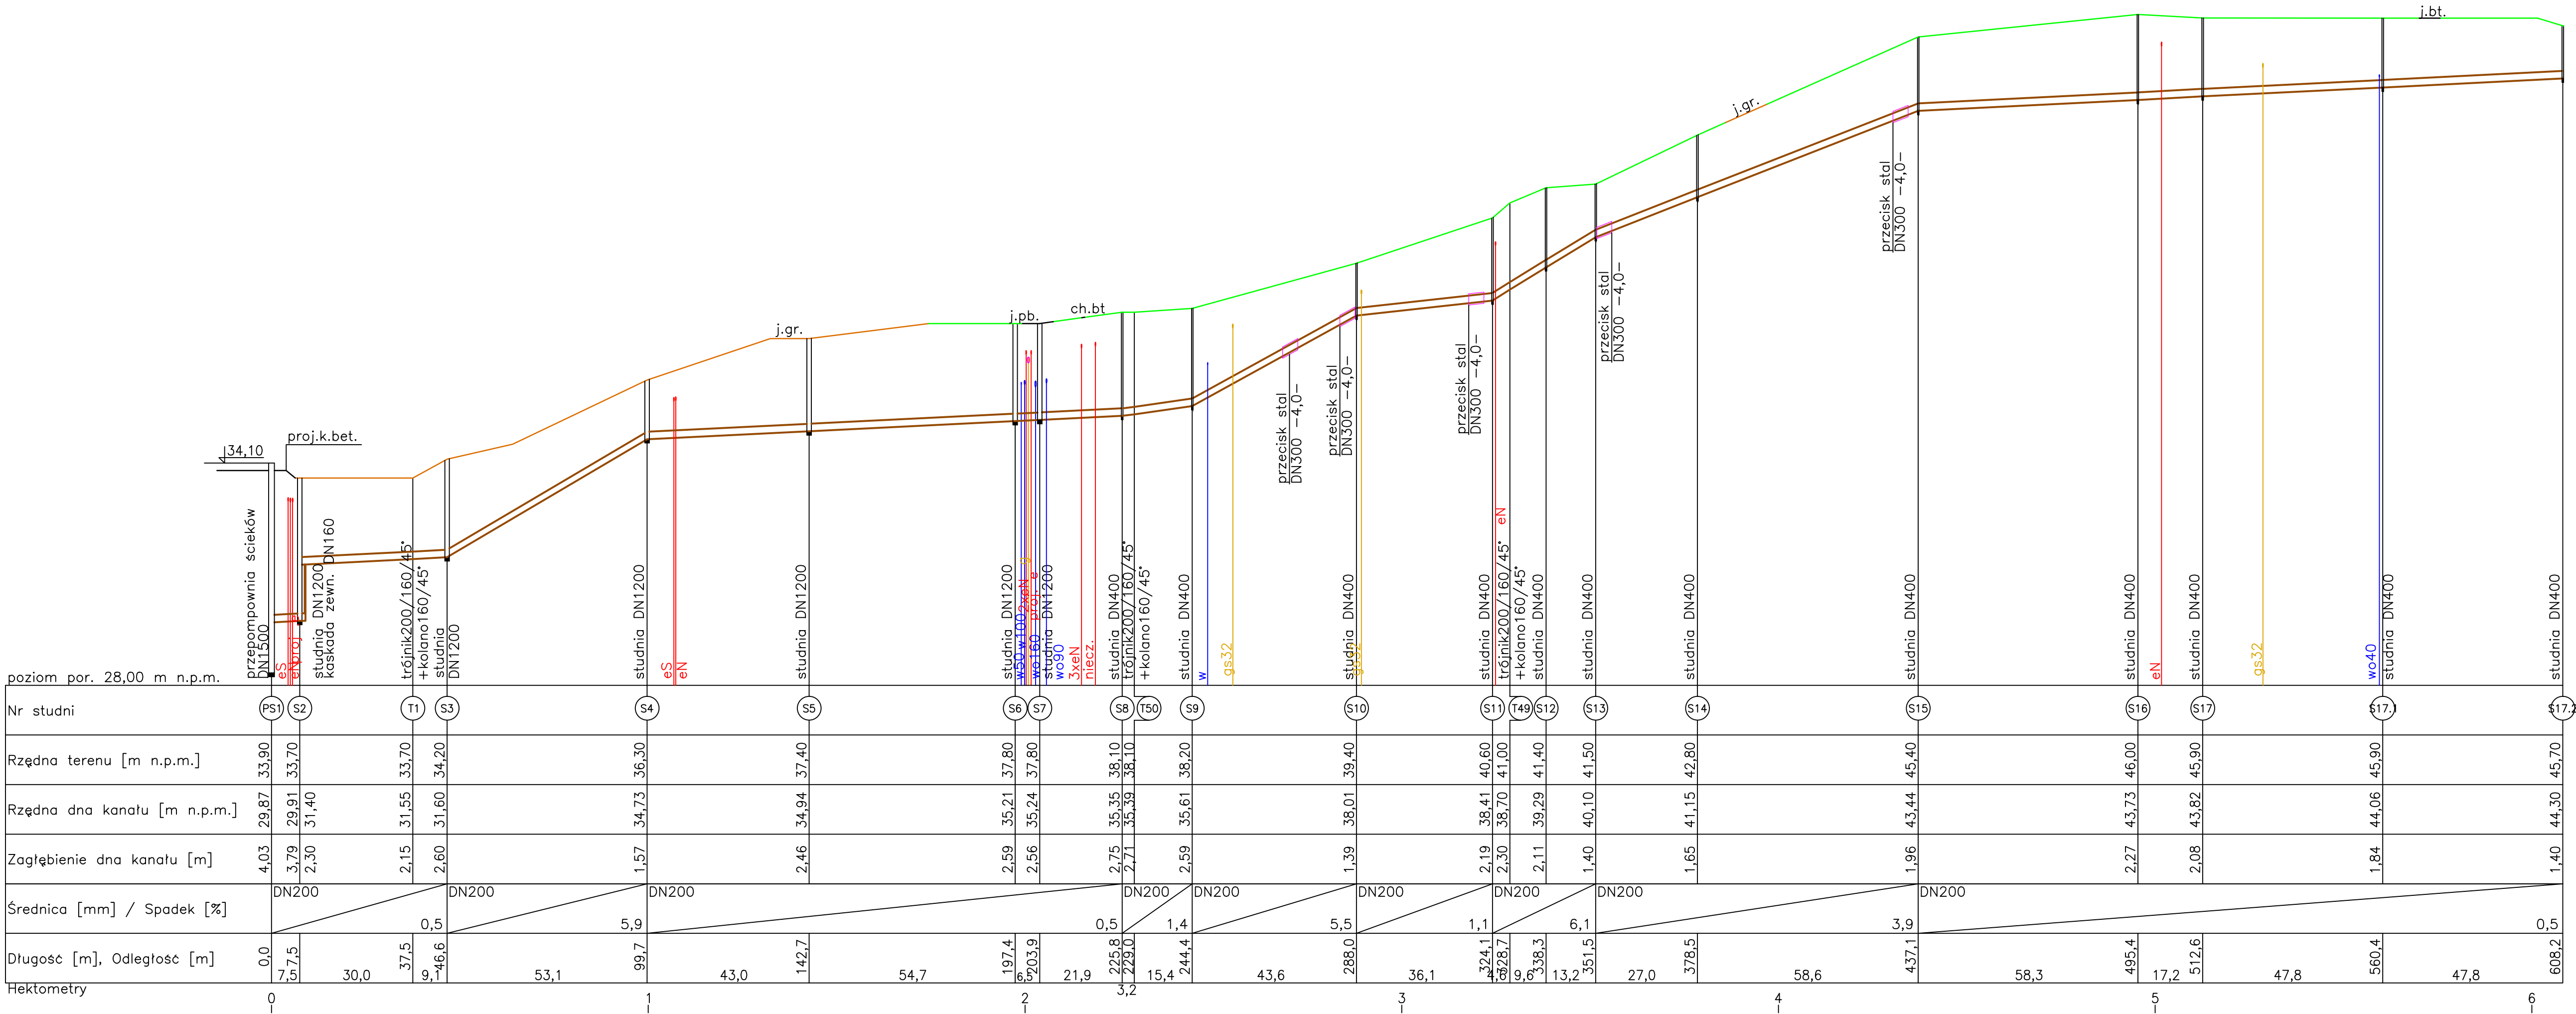 j.bt.
j.gr.
przecisk stal
DN300 -4,0-
przecisk stal
DN300 -4,0-
ch.bt
j.pb.
j.gr.
przecisk stal
DN300 -4,0-
przecisk stal
DN300 -4,0-
przecisk stal
DN300 -4,0-
proj.k.bet.
34,10
przepompownia ścieków
DN1500
eS
eN
proj
studnia DN1200
kaskada zewn. DN160
trójnik200/160/45°
+kolano160/45°
studnia
DN1200
studnia DN1200
eS
eN
studnia DN1200
studnia DN1200
w50
w100
2xeN
wo160
proj. e
studnia DN1200
wo90
3xeN
niecz.
studnia DN400
trójnik200/160/45°
+kolano160/45°
studnia DN400
w
gs32
studnia DN400
gs32
studnia DN400
eN
trójnik200/160/45°
+kolano160/45°
studnia DN400
studnia DN400
studnia DN400
studnia DN400
studnia DN400
eN
studnia DN400
gs32
wo40
studnia DN400
studnia DN400
poziom por. 28,00 m n.p.m.
Nr studni PS1 S2 T1 S3 S4 S5 S6 S7 S8 T50 S9 S10 S11 T49 S12 S13 S14 S15 S16 S17 S17.1 S17.2
Rzędna terenu [m n.p.m.] 33,90 33,70 33,70 34,20 36,30 37,40 37,80 37,80 38,10 38,10 38,20 39,40 40,60 41,00 41,40 41,50 42,80 45,40 46,00 45,90 45,90 45,70
Rzędna dna kanału [m n.p.m.] 29,87 29,91 31,40 31,55 31,60 34,73 34,94 35,21 35,24 35,35 35,39 35,61 38,01 38,41 38,70 39,29 40,10 41,15 43,44 43,73 43,82 44,06 44,30
Zagłębienie dna kanału [m] 4,03 3,79 2,30 2,15 2,60 1,57 2,46 2,59 2,56 2,75 2,71 2,59 1,39 2,19 2,30 2,11 1,40 1,65 1,96 2,27 2,08 1,84 1,40
DN200 DN200 DN200 DN200 DN200 DN200 DN200 DN200 DN200
Średnica [mm] / Spadek [%]
0,5 5,9 0,5 1,4 5,5 1,1 6,1 3,9 0,5
Długość [m], Odległość [m] 0,0 7,5 37,5 46,6 99,7 142,7 197,4 203,9 225,8 229,0 244,4 288,0 324,1 328,7 338,3 351,5 378,5 437,1 495,4 512,6 560,4 608,2
7,5 30,0 9,1 53,1 43,0 54,7 6,5 21,9 3,2 15,4 43,6 36,1 4,6 9,6 13,2 27,0 58,6 58,3 17,2 47,8 47,8
Hektometry
0 1 2 3 4 5 6